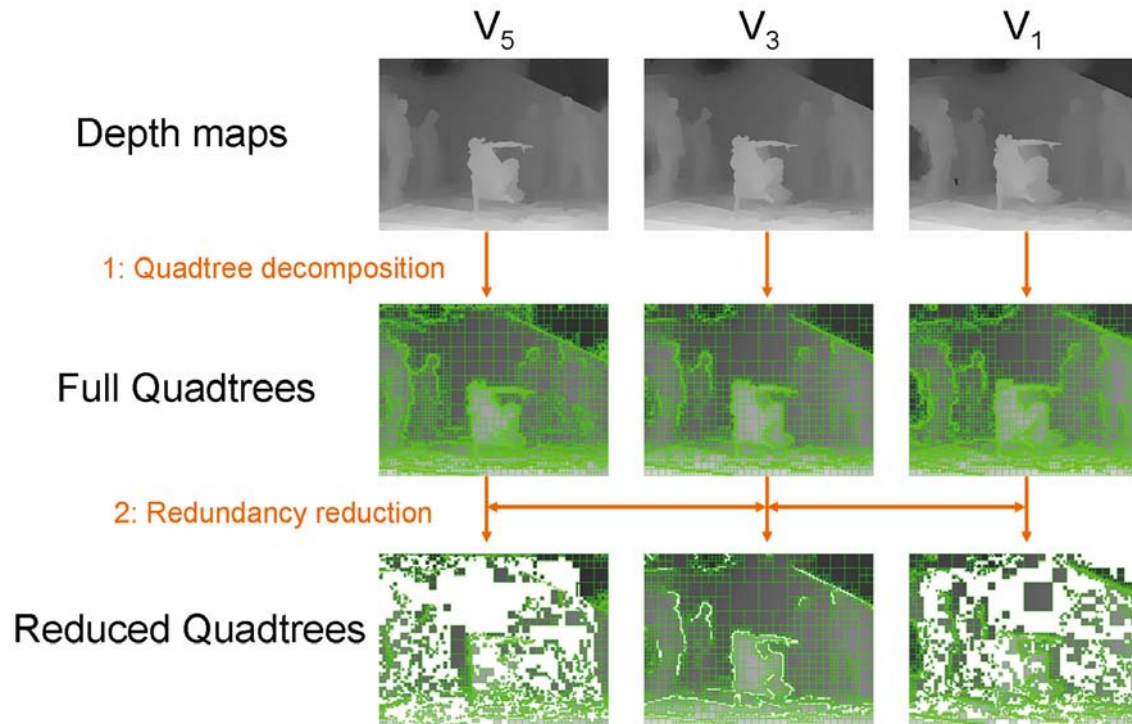 V5 V3 V1
Depth maps
1: Quadtree decomposition
Full Quadtrees
2: Redundancy reduction
Reduced Quadtrees